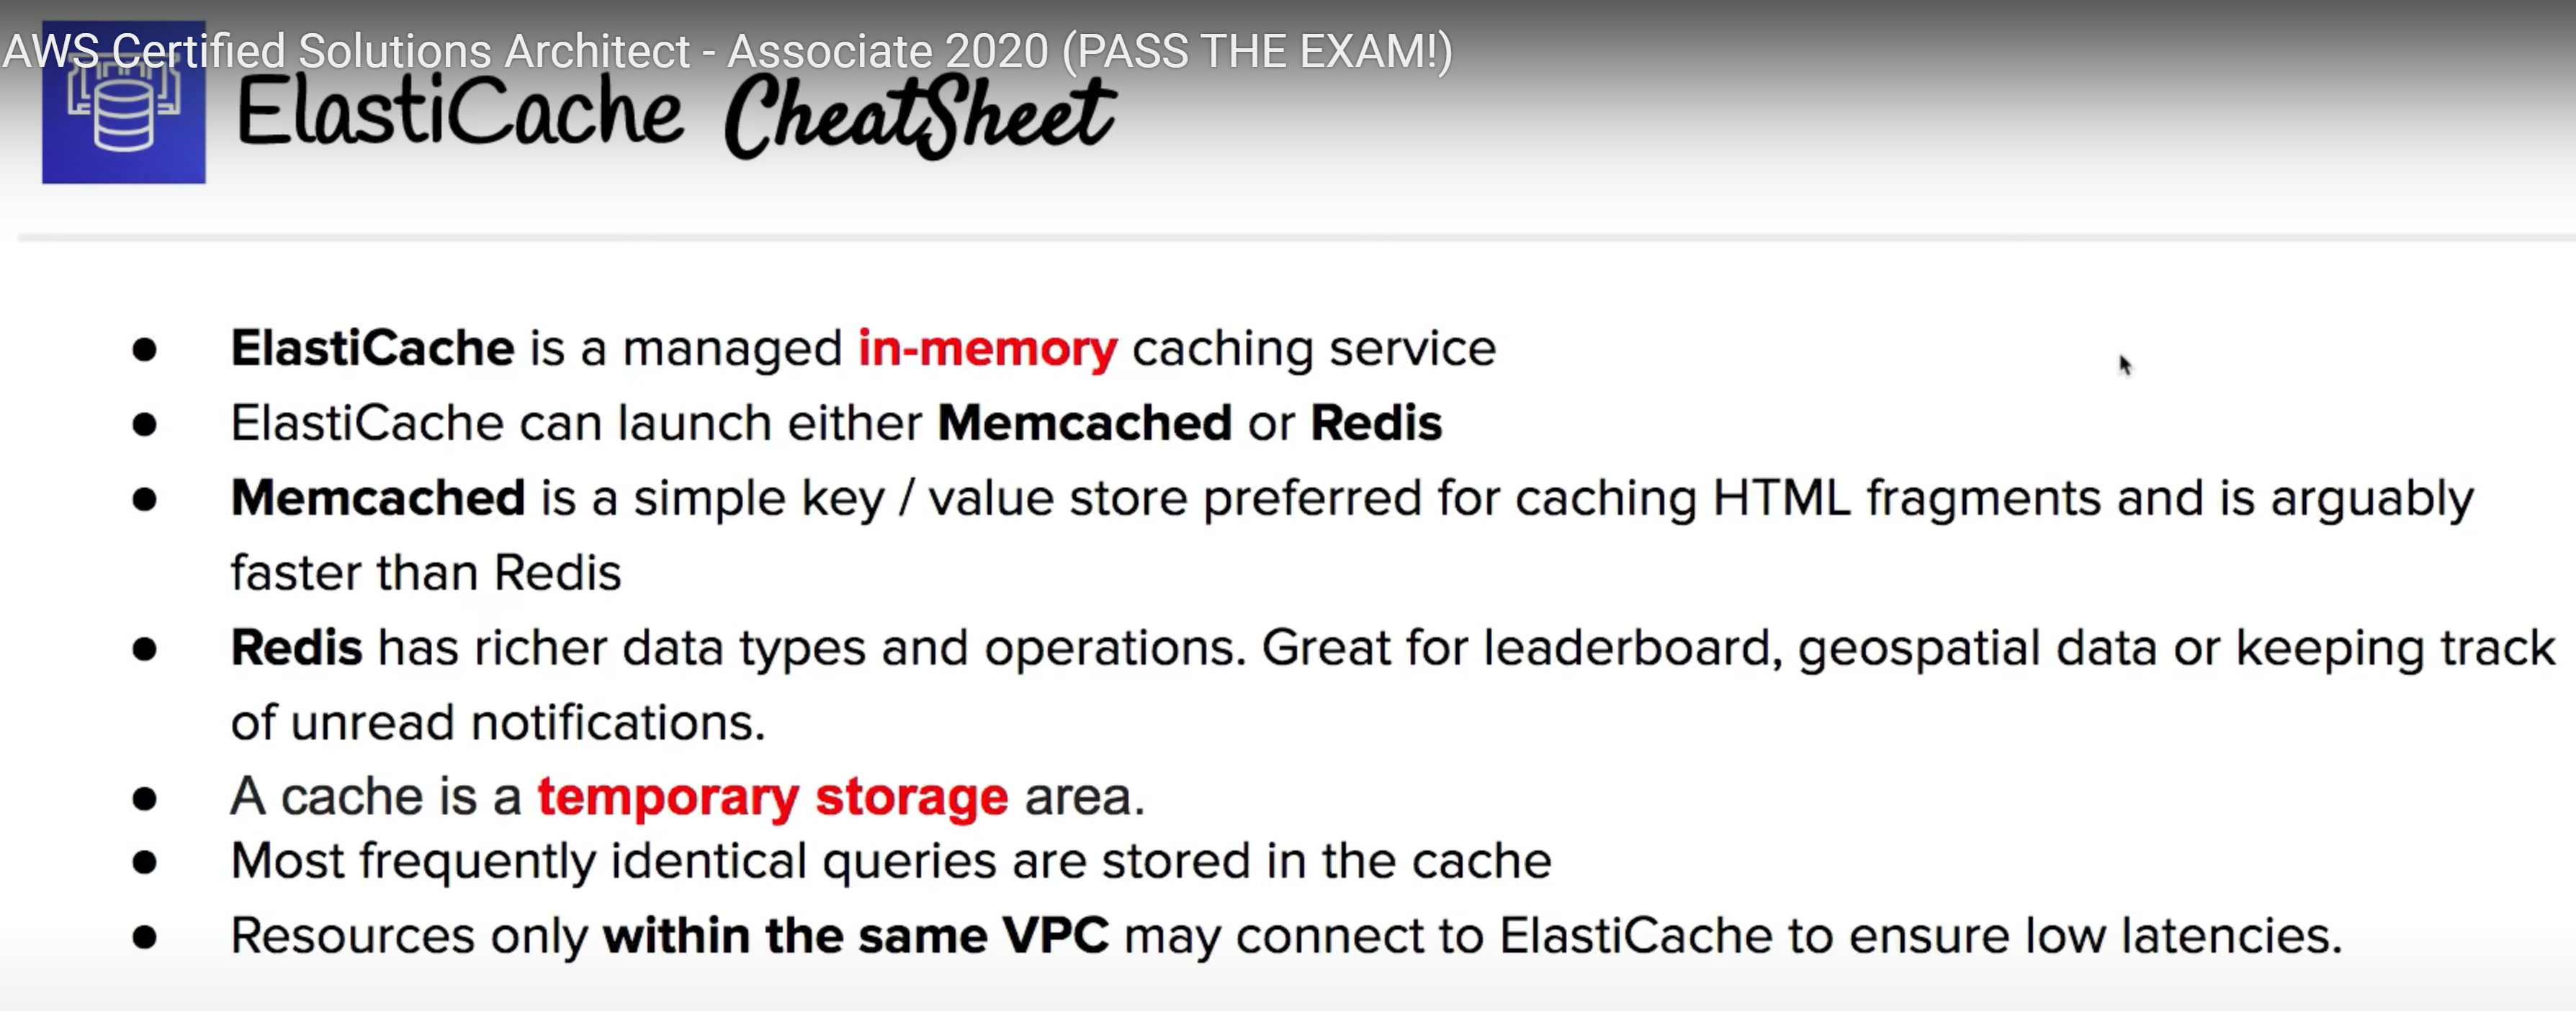 AWS Certified Solutions Architect - Associate 2020 (PASS THE EXAM!)
ElastiCache CheatSheet
● ElastiCache is a managed in-memory caching service
● ElastiCache can launch either Memcached or Redis
● Memcached is a simple key / value store preferred for caching HTML fragments and is arguably
faster than Redis
● Redis has richer data types and operations. Great for leaderboard, geospatial data or keeping track
of unread notifications.
● A cache is a temporary storage area.
● Most frequently identical queries are stored in the cache
● Resources only within the same VPC may connect to ElastiCache to ensure low latencies.